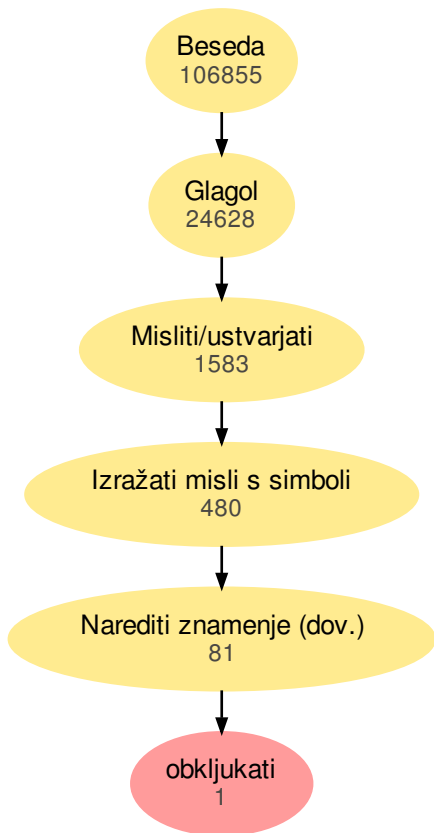 Beseda
106855
Glagol
24628
Misliti/ustvarjati
1583
Izražati misli s simboli
480
Narediti znamenje (dov.)
81
obkljukati
1